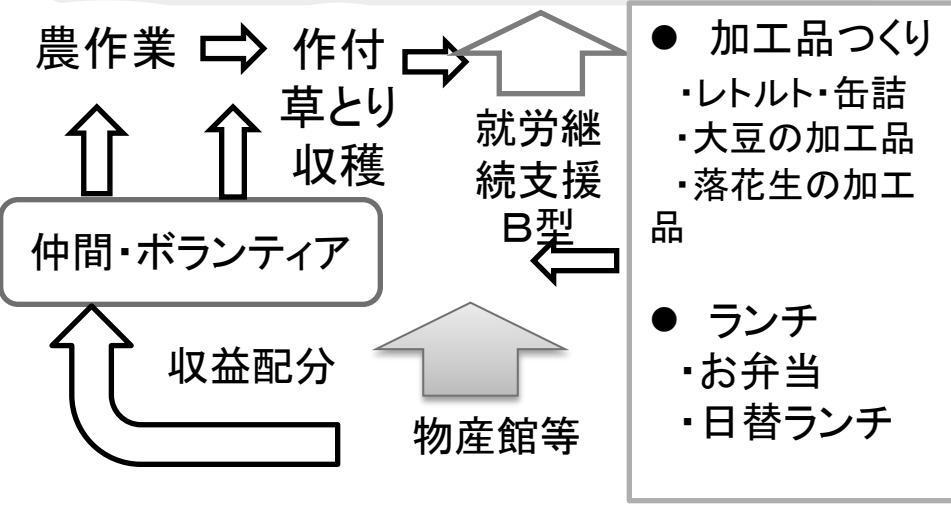 農作業
作付
草とり
収穫
就労継
続支援
B型
仲間・ボランティア
収益配分
物産館等
● 加工品つくり
・レトルト・缶詰
・大豆の加工品
・落花生の加工
品
● ランチ
・お弁当
・日替ランチ